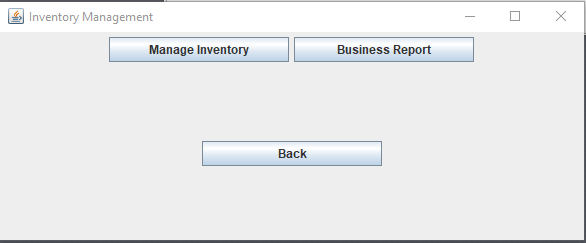 Inventory Management
Manage Inventory Business Report
Back